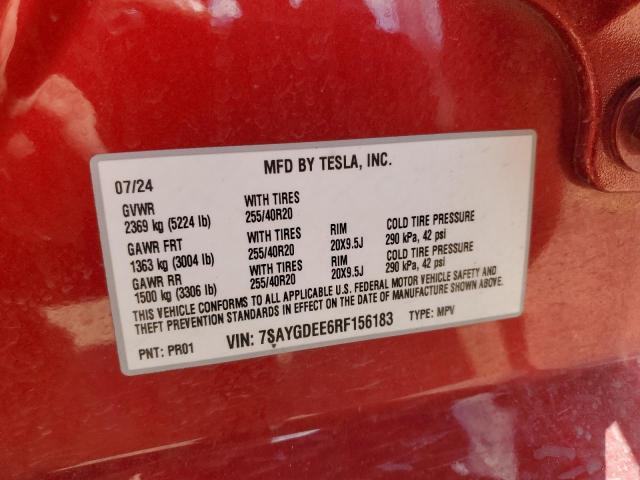 MFD BY TESLA, INC.
07/24
GVWR WITH TIRES
2369 kg (5224 lb) 255/40R20
GAWR FRT WITH TIRES RIM COLD TIRE PRESSURE
1363 kg (3004 lb) 255/40R20 20X9.5J 290 kPa, 42 psi
GAWR RR WITH TIRES RIM COLD TIRE PRESSURE
1500 kg (3306 lb) 255/40R20 20X9.5J 290 kPa, 42 psi
THIS VEHICLE CONFORMS TO ALL APPLICABLE U.S. FEDERAL MOTOR VEHICLE SAFETY AND
THEFT PREVENTION STANDARDS IN EFFECT ON THE DATE OF MANUFACTURE SHOWN ABOVE.
PNT: PR01 VIN: 7SAYGDEE6RF156183 TYPE: MPV